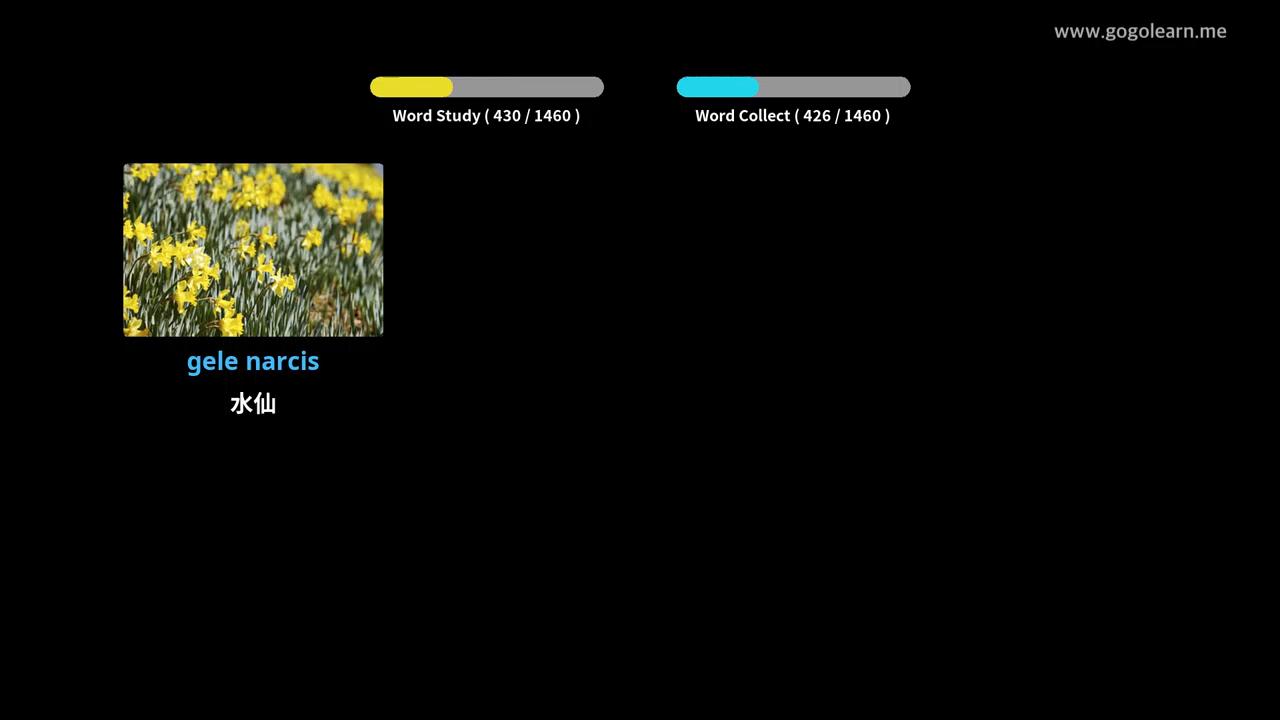 www.gogolearn.me
Word Study ( 430 / 1460 )
Word Collect ( 426 / 1460 )
gele narcis
水仙